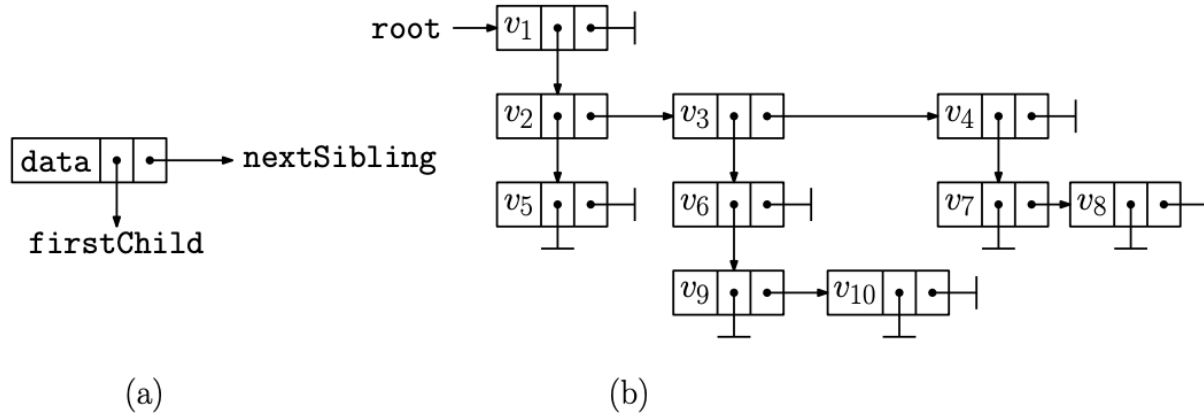 root v1
v2 v3 v4
data nextSibling
v5 v6 v7 v8
firstChild
v9 v10
(a) (b)